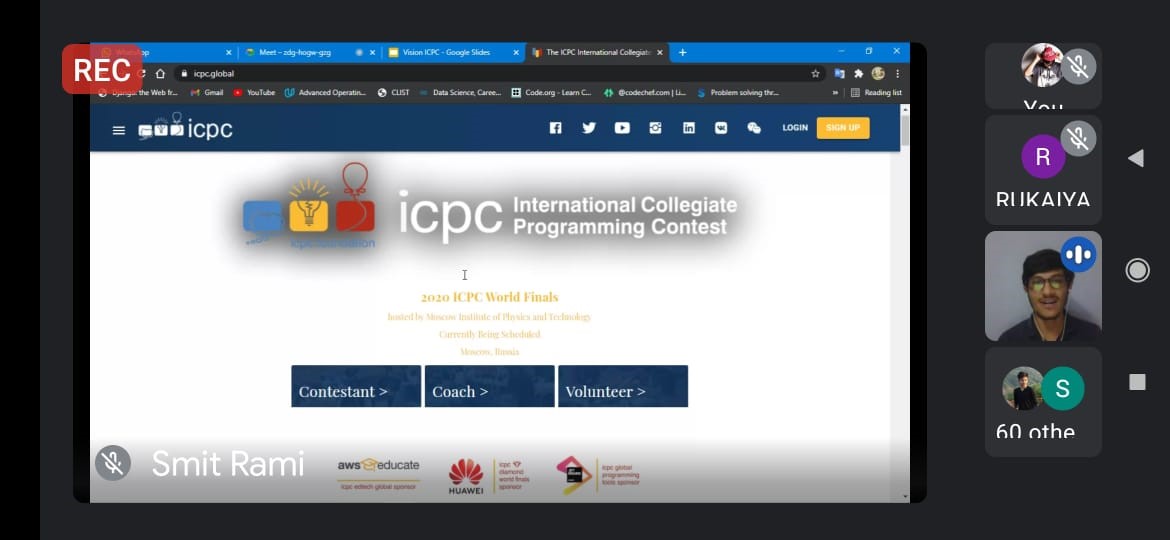 WhatsApp
Meet – zdg-hogw-gzg
Vision ICPC - Google Slides
The ICPC International Collegiate
REC
icpc.global
Django: the Web fr...
Gmail
YouTube
Advanced Operatin...
CLIST
Data Science, Caree...
Code.org - Learn C...
@codechef.com | Li...
Problem solving thr...
»
Reading list
icpc
LOGIN
SIGN UP
icpc.foundation
icpc
International Collegiate
Programming Contest
2020 ICPC World Finals
hosted by Moscow Institute of Physics and Technology
Currently Being Scheduled
Moscow, Russia
Contestant >
Coach >
Volunteer >
Smit Rami
aws educate
icpc edtech global sponsor
HUAWEI
icpc
diamond
world finals
sponsor
icpc global
programming
tools sponsor
You
R
RUKAIYA
S
60 othe